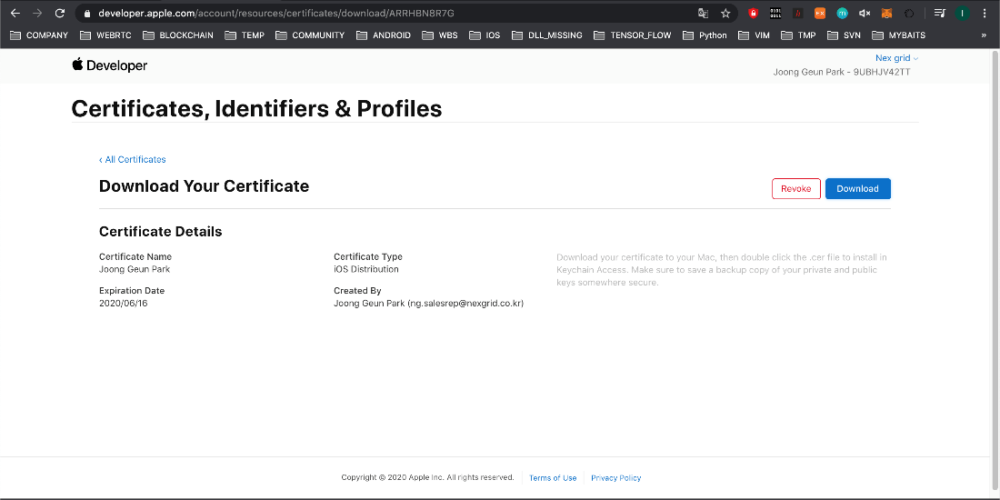 developer.apple.com/account/resources/certificates/download/ARRHBN8R7G
COMPANY WEBRTC BLOCKCHAIN TEMP COMMUNITY ANDROID WBS IOS DLL_MISSING TENSOR_FLOW Python VIM TMP SVN MYBAITS »
Developer
Nex grid
Joong Geun Park - 9UBHJV42TT
Certificates, Identifiers & Profiles
‹ All Certificates
Download Your Certificate
Revoke Download
Certificate Details
Certificate Name
Joong Geun Park
Certificate Type
iOS Distribution
Download your certificate to your Mac, then double click the .cer file to install in
Keychain Access. Make sure to save a backup copy of your private and public
keys somewhere secure.
Expiration Date
2020/06/16
Created By
Joong Geun Park (ng.salesrep@nexgrid.co.kr)
Copyright © 2020 Apple Inc. All rights reserved. Terms of Use Privacy Policy